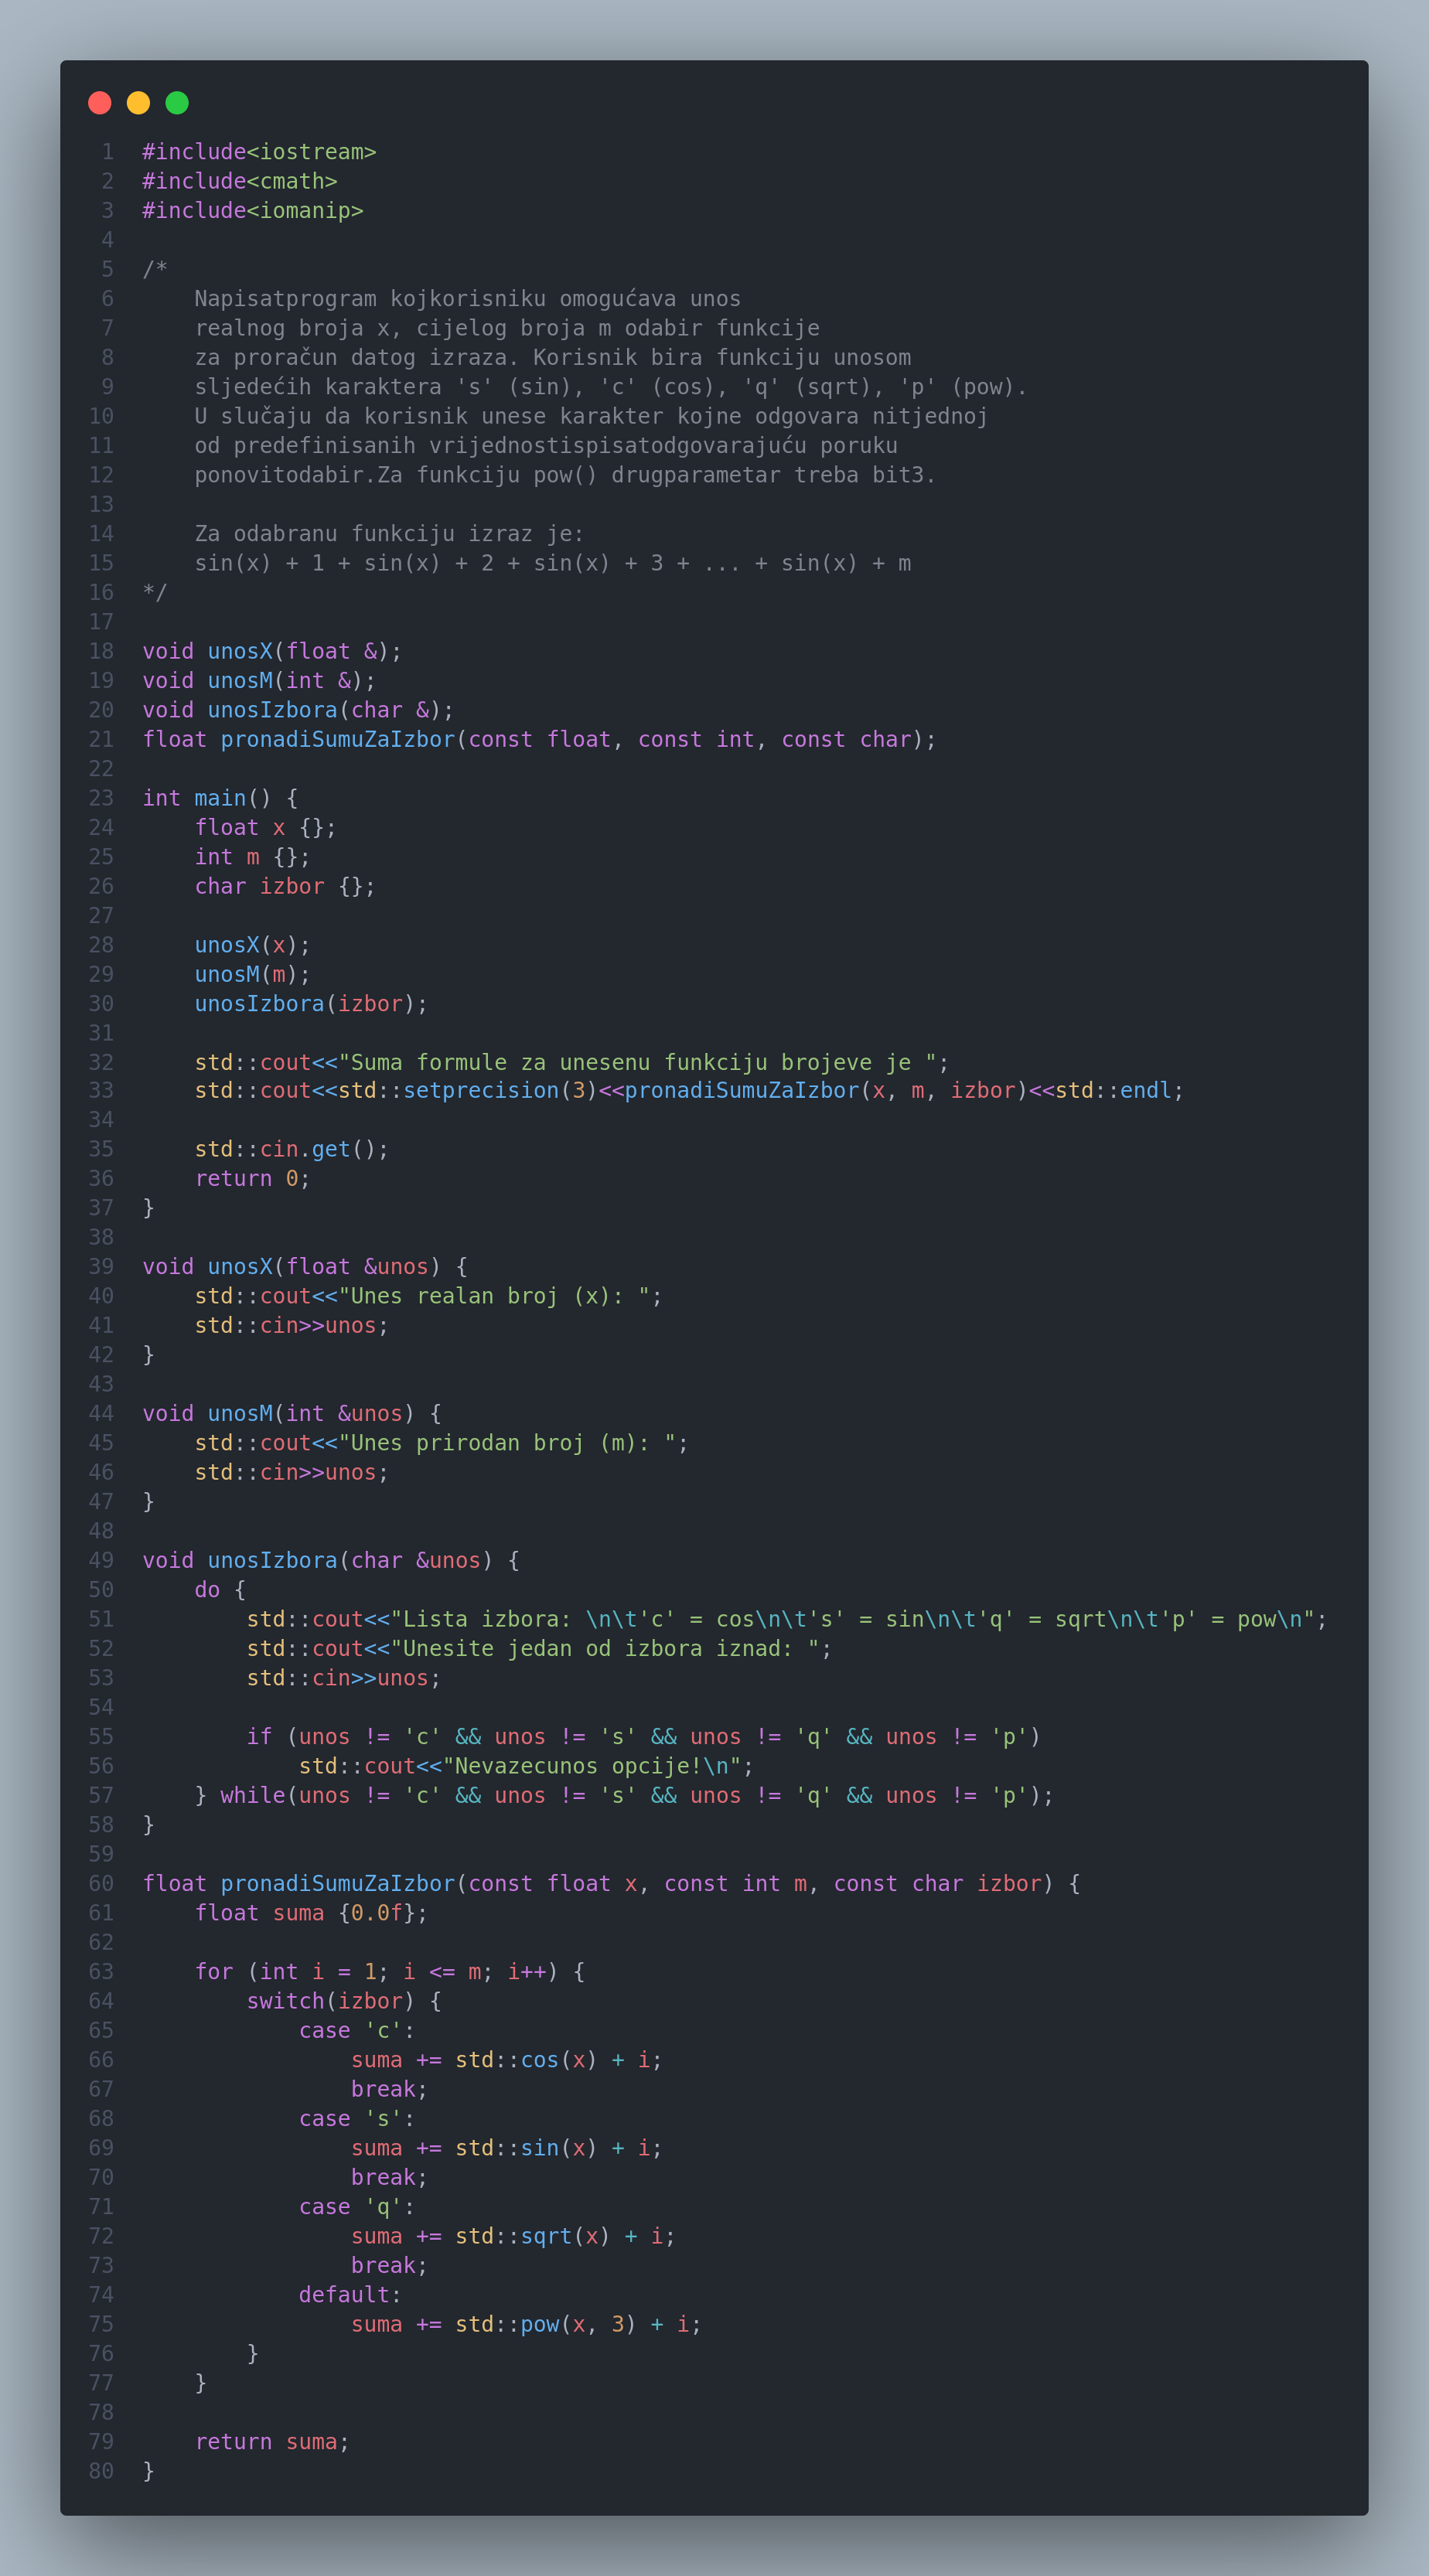 1 #include<iostream>
2 #include<cmath>
3 #include<iomanip>
4
5 /*
6     Napisatprogram kojkorisniku omogućava unos
7     realnog broja x, cijelog broja m odabir funkcije
8     za proračun datog izraza. Korisnik bira funkciju unosom
9     sljedećih karaktera 's' (sin), 'c' (cos), 'q' (sqrt), 'p' (pow).
10     U slučaju da korisnik unese karakter kojne odgovara nitjednoj
11     od predefinisanih vrijednostispisatodgovarajuću poruku
12     ponovitodabir.Za funkciju pow() drugparametar treba bit3.
13
14     Za odabranu funkciju izraz je:
15     sin(x) + 1 + sin(x) + 2 + sin(x) + 3 + ... + sin(x) + m
16 */
17
18 void unosX(float &);
19 void unosM(int &);
20 void unosIzbora(char &);
21 float pronadiSumuZaIzbor(const float, const int, const char);
22
23 int main() {
24     float x {};
25     int m {};
26     char izbor {};
27
28     unosX(x);
29     unosM(m);
30     unosIzbora(izbor);
31
32     std::cout<<"Suma formule za unesenu funkciju brojeve je ";
33     std::cout<<std::setprecision(3)<<pronadiSumuZaIzbor(x, m, izbor)<<std::endl;
34
35     std::cin.get();
36     return 0;
37 }
38
39 void unosX(float &unos) {
40     std::cout<<"Unes realan broj (x): ";
41     std::cin>>unos;
42 }
43
44 void unosM(int &unos) {
45     std::cout<<"Unes prirodan broj (m): ";
46     std::cin>>unos;
47 }
48
49 void unosIzbora(char &unos) {
50     do {
51         std::cout<<"Lista izbora: \n\t'c' = cos\n\t's' = sin\n\t'q' = sqrt\n\t'p' = pow\n";
52         std::cout<<"Unesite jedan od izbora iznad: ";
53         std::cin>>unos;
54
55         if (unos != 'c' && unos != 's' && unos != 'q' && unos != 'p')
56             std::cout<<"Nevazecunos opcije!\n";
57     } while(unos != 'c' && unos != 's' && unos != 'q' && unos != 'p');
58 }
59
60 float pronadiSumuZaIzbor(const float x, const int m, const char izbor) {
61     float suma {0.0f};
62
63     for (int i = 1; i <= m; i++) {
64         switch(izbor) {
65             case 'c':
66                 suma += std::cos(x) + i;
67                 break;
68             case 's':
69                 suma += std::sin(x) + i;
70                 break;
71             case 'q':
72                 suma += std::sqrt(x) + i;
73                 break;
74             default:
75                 suma += std::pow(x, 3) + i;
76         }
77     }
78
79     return suma;
80 }